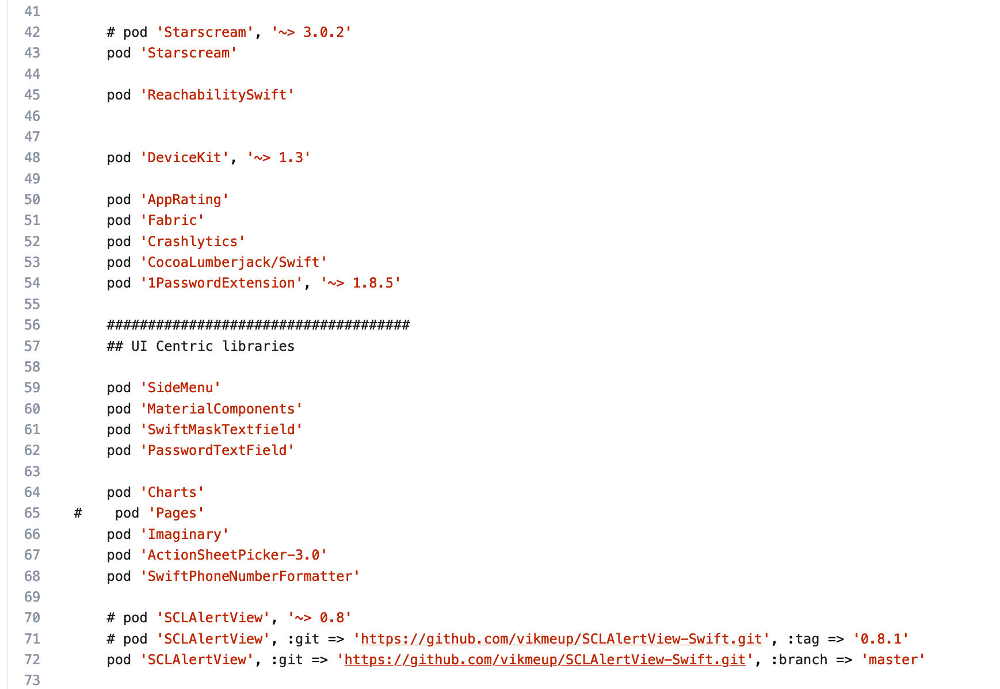 41
42 # pod 'Starscream', '~> 3.0.2'
43 pod 'Starscream'
44
45 pod 'ReachabilitySwift'
46
47
48 pod 'DeviceKit', '~> 1.3'
49
50 pod 'AppRating'
51 pod 'Fabric'
52 pod 'Crashlytics'
53 pod 'CocoaLumberjack/Swift'
54 pod '1PasswordExtension', '~> 1.8.5'
55
56 #####################################
57 ## UI Centric libraries
58
59 pod 'SideMenu'
60 pod 'MaterialComponents'
61 pod 'SwiftMaskTextfield'
62 pod 'PasswordTextField'
63
64 pod 'Charts'
65 #    pod 'Pages'
66 pod 'Imaginary'
67 pod 'ActionSheetPicker-3.0'
68 pod 'SwiftPhoneNumberFormatter'
69
70 # pod 'SCLAlertView', '~> 0.8'
71 # pod 'SCLAlertView', :git => 'https://github.com/vikmeup/SCLAlertView-Swift.git', :tag => '0.8.1'
72 pod 'SCLAlertView', :git => 'https://github.com/vikmeup/SCLAlertView-Swift.git', :branch => 'master'
73